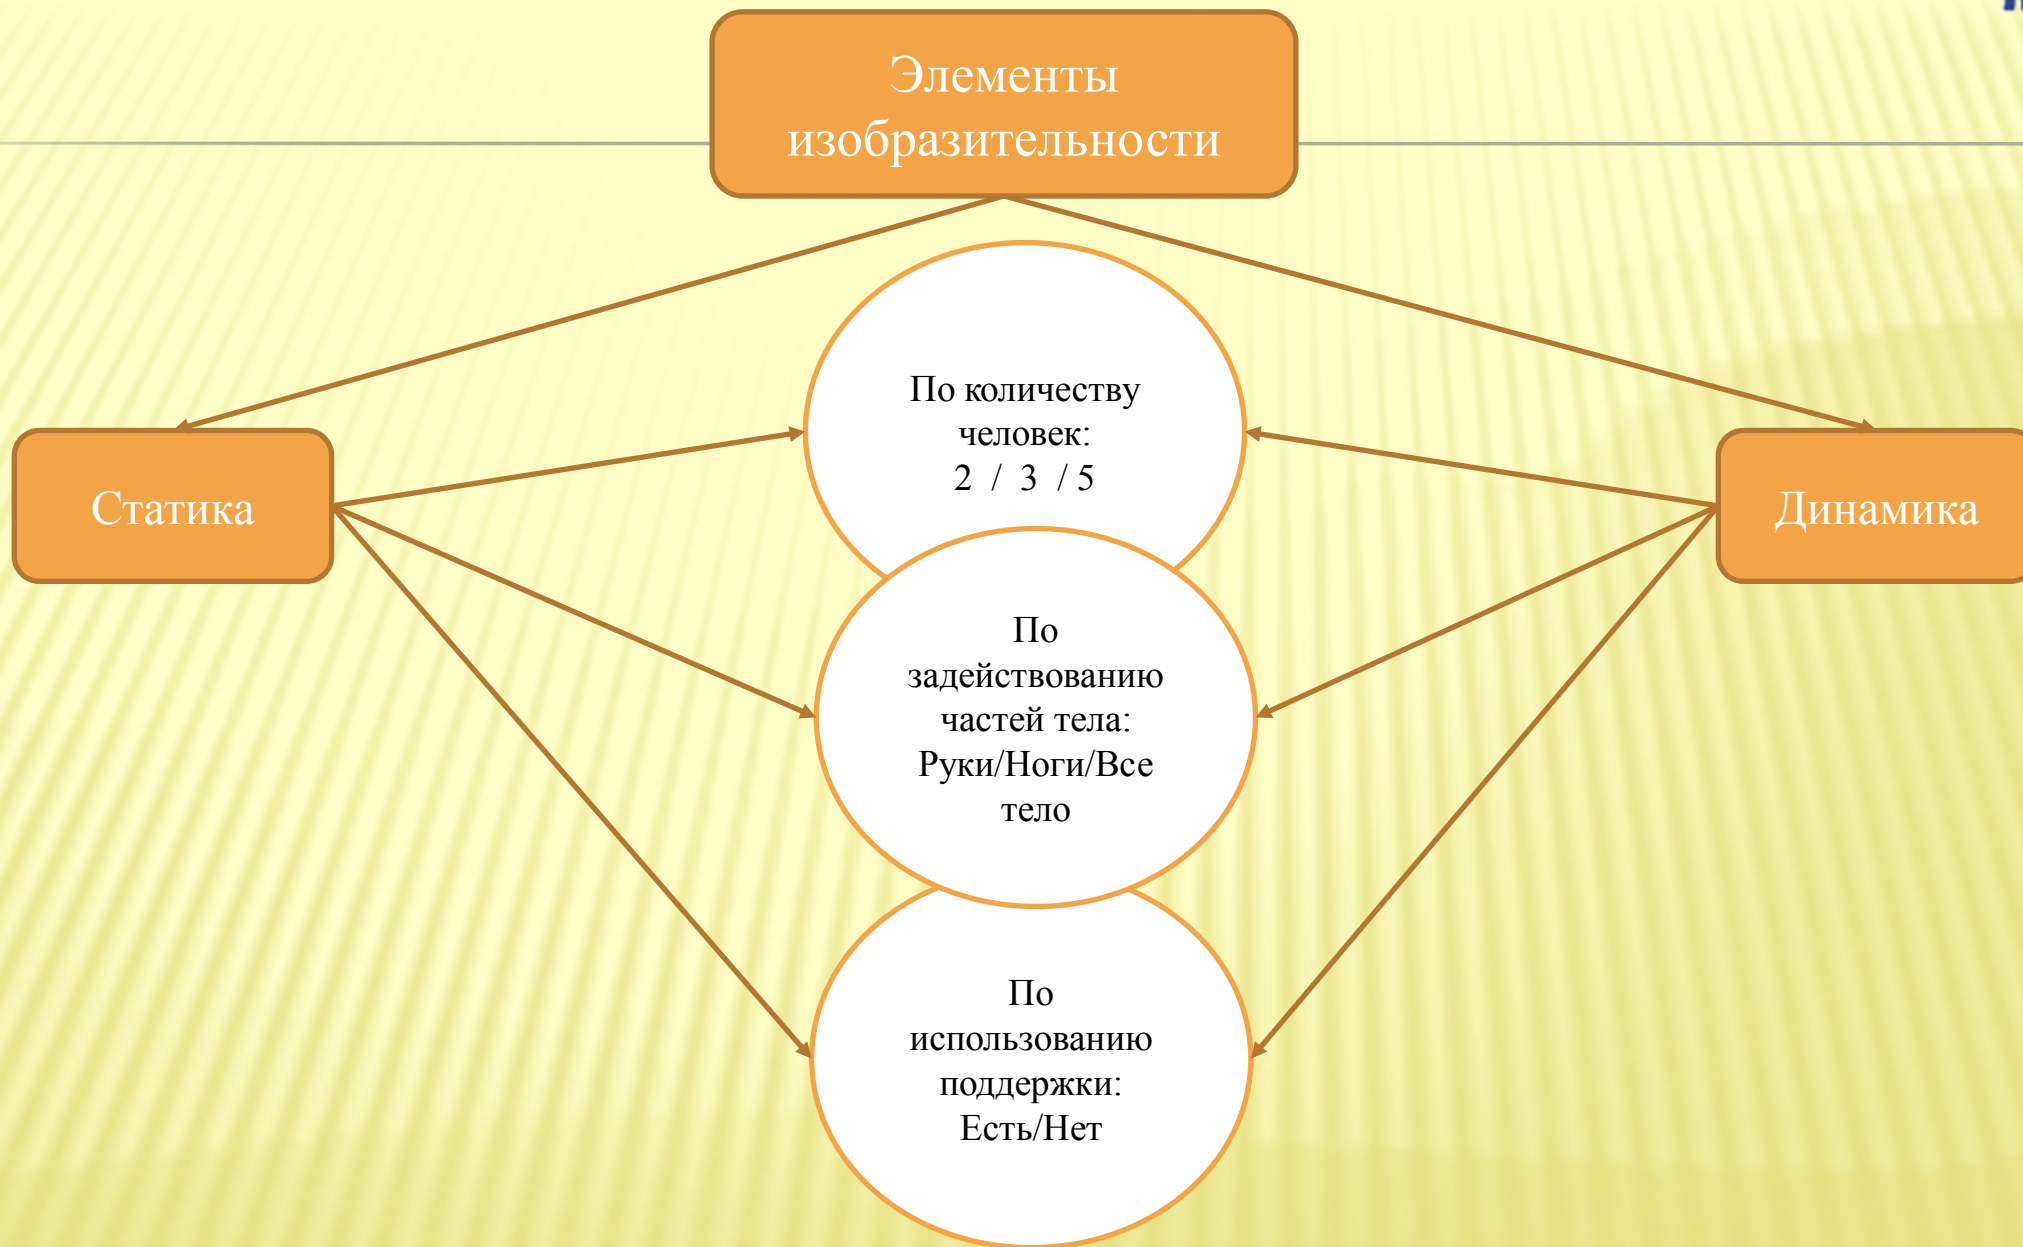 Элементы
изобразительности
По количеству
человек:
2 / 3 / 5
Статика
Динамика
По
задействованию
частей тела:
Руки/Ноги/Все
тело
По
использованию
поддержки:
Есть/Нет